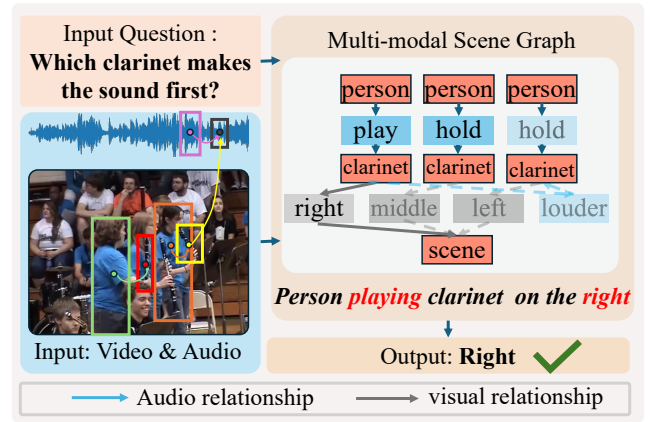 Input Question :
Which clarinet makes
the sound first?
Input: Video & Audio
Multi-modal Scene Graph
person person person
play hold hold
clarinet clarinet clarinet
right middle left louder
scene
Person playing clarinet on the right
Output: Right
Audio relationship visual relationship